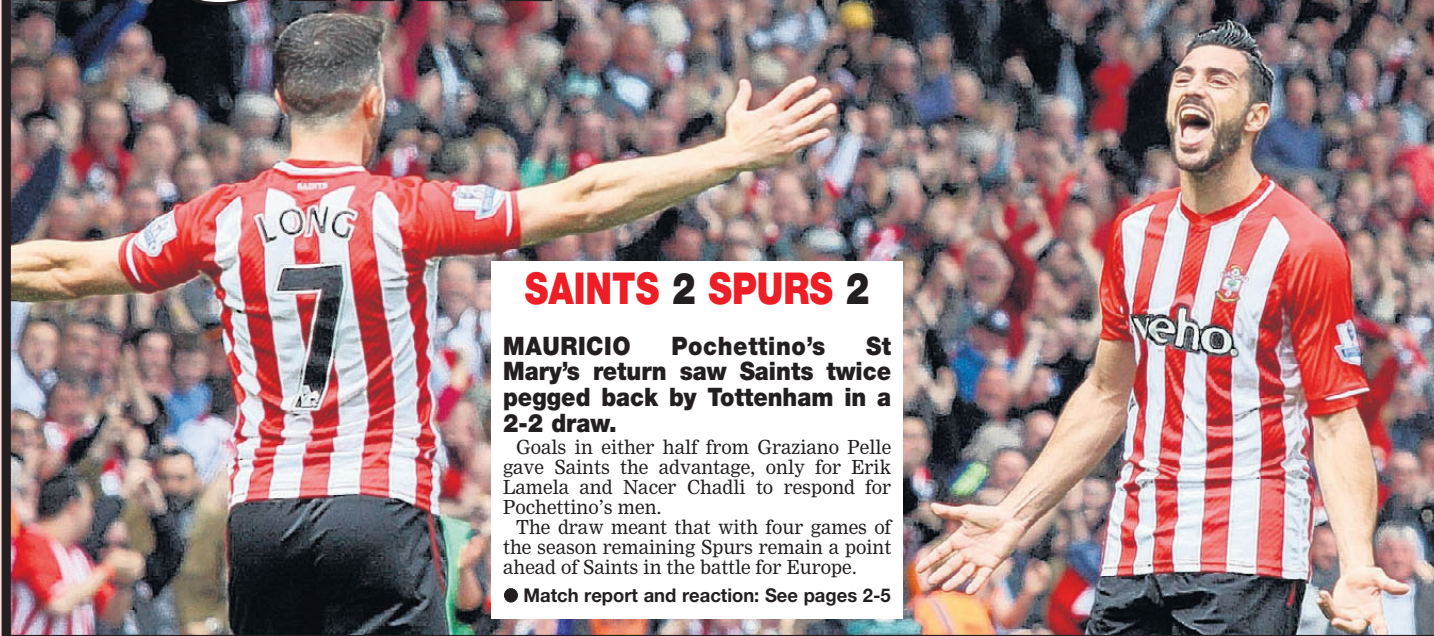 SAINTS
LONG
7
veho.
SAINTS 2 SPURS 2
MAURICIO Pochettino's St
Mary's return saw Saints twice
pegged back by Tottenham in a
2-2 draw.
Goals in either half from Graziano Pelle
gave Saints the advantage, only for Erik
Lamela and Nacer Chadli to respond for
Pochettino's men.
The draw meant that with four games of
the season remaining Spurs remain a point
ahead of Saints in the battle for Europe.
● Match report and reaction: See pages 2-5